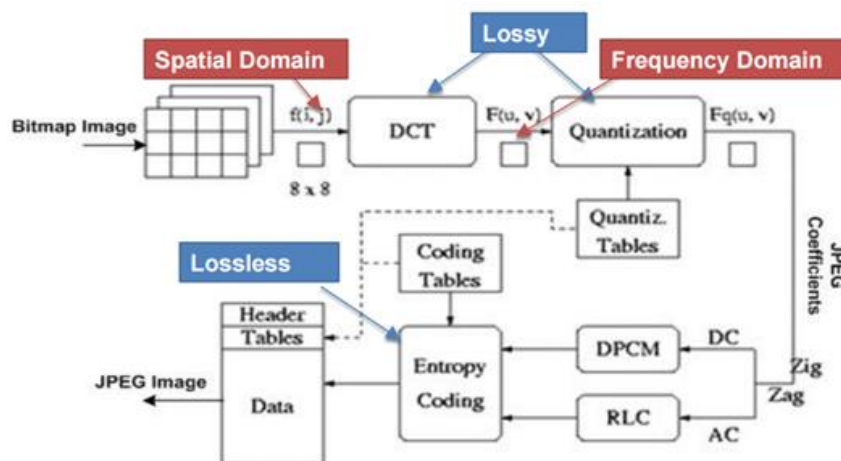 Lossy
Spatial Domain
Frequency Domain
Bitmap Image
f(i, j)
8 x 8
DCT
F(u, v)
Quantization
Fq(u, v)
Quantiz.
Tables
JPEG
Coefficients
Lossless
Coding
Tables
Header
Tables
Data
JPEG Image
Entropy
Coding
DPCM
RLC
DC
AC
Zig
Zag